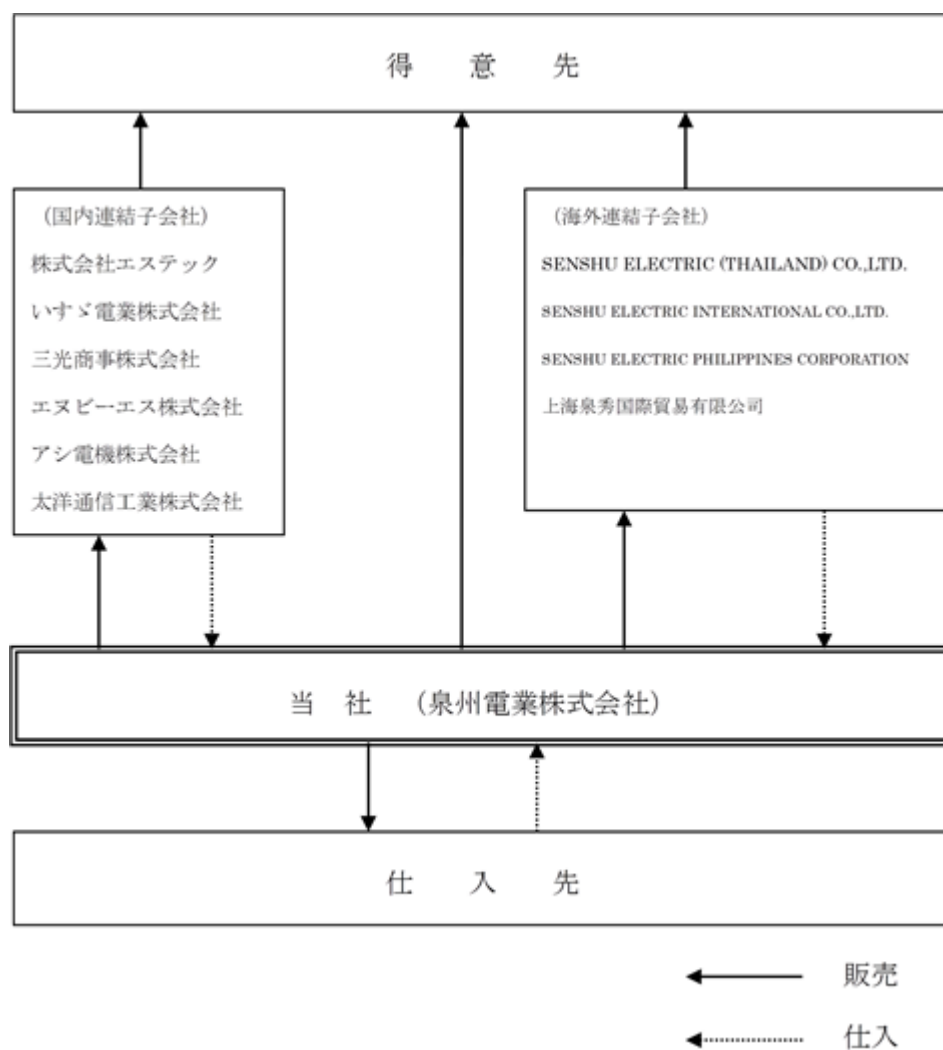 得 意 先
(国内連結子会社)
株式会社エステック
いすゞ電業株式会社
三光商事株式会社
エヌビーエス株式会社
アシ電機株式会社
太洋通信工業株式会社
(海外連結子会社)
SENSHU ELECTRIC (THAILAND) CO.,LTD.
SENSHU ELECTRIC INTERNATIONAL CO.,LTD.
SENSHU ELECTRIC PHILIPPINES CORPORATION
上海泉秀国際貿易有限公司
当 社 (泉州電業株式会社)
仕 入 先
販売
仕入